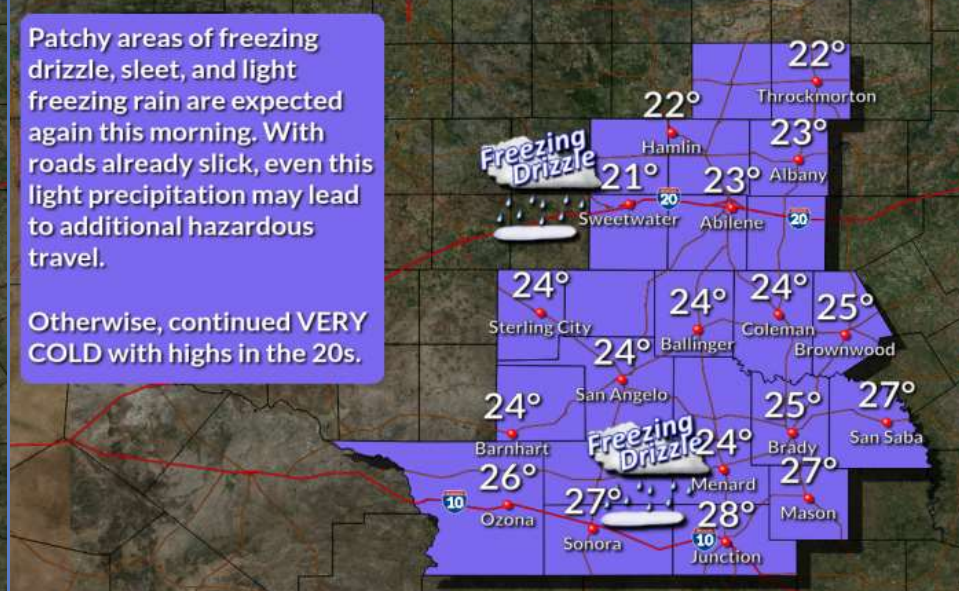 Patchy areas of freezing
drizzle, sleet, and light
freezing rain are expected
again this morning. With
roads already slick, even this
light precipitation may lead
to additional hazardous
travel.
Otherwise, continued VERY
COLD with highs in the 20s.
22°
Throckmorton
22°
Hamlin
23°
Albany
Freezing
Drizzle
21°
Sweetwater
20
23°
Abilene
20
24°
Sterling City
24°
Ballinger
24°
Coleman
25°
Brownwood
24°
San Angelo
24°
Barnhart
25°
Brady
27°
San Saba
Freezing
Drizzle
24°
Menard
26°
Ozona
10
27°
Sonora
27°
Mason
28°
Junction
10